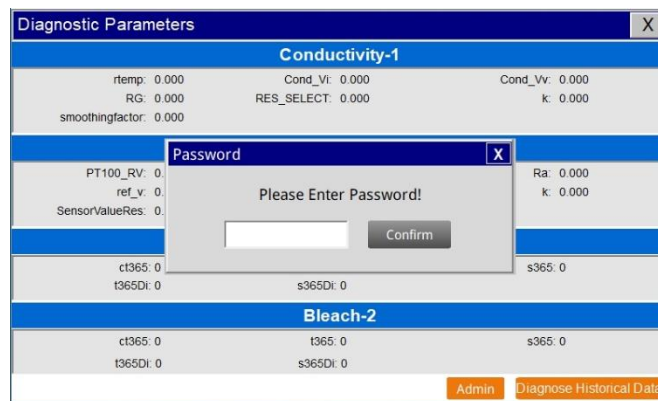 Diagnostic Parameters X
Conductivity-1
rtemp: 0.000 Cond_Vi: 0.000 Cond_Vv: 0.000
RG: 0.000 RES_SELECT: 0.000 k: 0.000
smoothingfactor: 0.000
Password X
PT100_RV: 0. Ra: 0.000
Please Enter Password!
ref_v: 0. k: 0.000
SensorValueRes: 0.
Confirm
ct365: 0 s365: 0
t365Di: 0 s365Di: 0
Bleach-2
ct365: 0 t365: 0 s365: 0
t365Di: 0 s365Di: 0
Admin Diagnose Historical Data